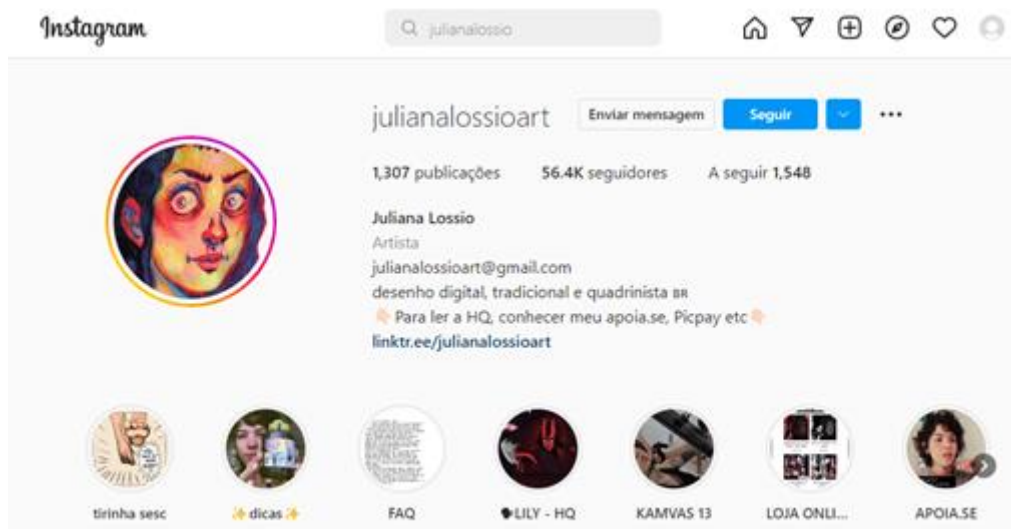 Instagram
julianalossio
julianalossioart Enviar mensagem Seguir
1,307 publicações 56.4K seguidores A seguir 1,548
Juliana Lossio
Artista
julianalossioart@gmail.com
desenho digital, tradicional e quadrinista BR
👇🏻 Para ler a HQ, conhecer meu apoia.se, Picpay etc👇🏻
linktr.ee/julianalossioart
tirinha sesc ✨dicas✨ FAQ 🗣LILY - HQ KAMVAS 13 LOJA ONLI... APOIA.SE